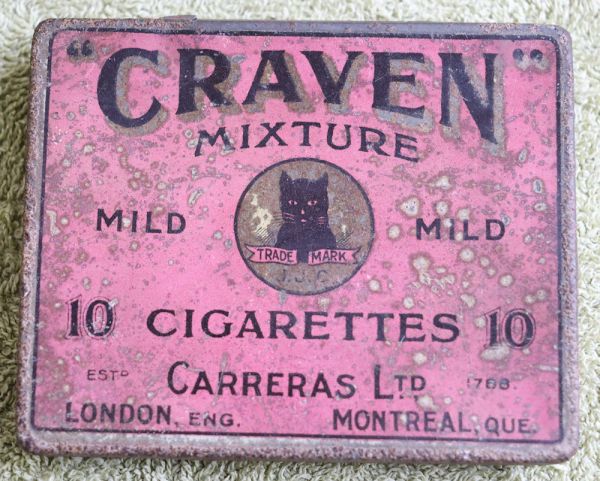 "CRAVEN"
MIXTURE
MILD MILD
TRADE MARK
J.J.C
10 CIGARETTES 10
ESTD CARRERAS LTD 1788
LONDON, ENG. MONTREAL, QUE.